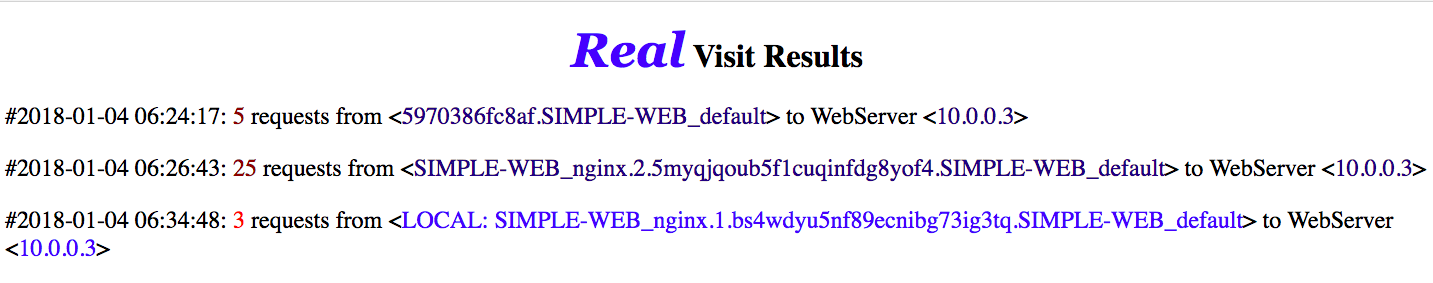 Real Visit Results
#2018-01-04 06:24:17: 5 requests from <5970386fc8af.SIMPLE-WEB_default> to WebServer <10.0.0.3>
#2018-01-04 06:26:43: 25 requests from <SIMPLE-WEB_nginx.2.5myqjqoub5f1cuqinfdg8yof4.SIMPLE-WEB_default> to WebServer <10.0.0.3>
#2018-01-04 06:34:48: 3 requests from <LOCAL: SIMPLE-WEB_nginx.1.bs4wdyu5nf89ecnibg73ig3tq.SIMPLE-WEB_default> to WebServer
<10.0.0.3>